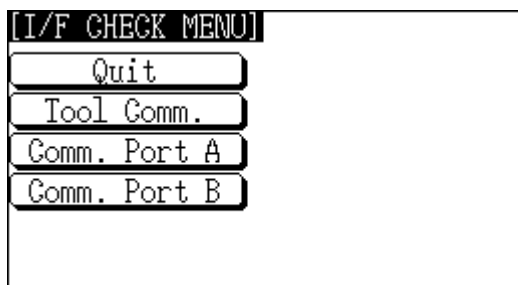 [I/F CHECK MENU]
Quit
Tool Comm.
Comm. Port A
Comm. Port B